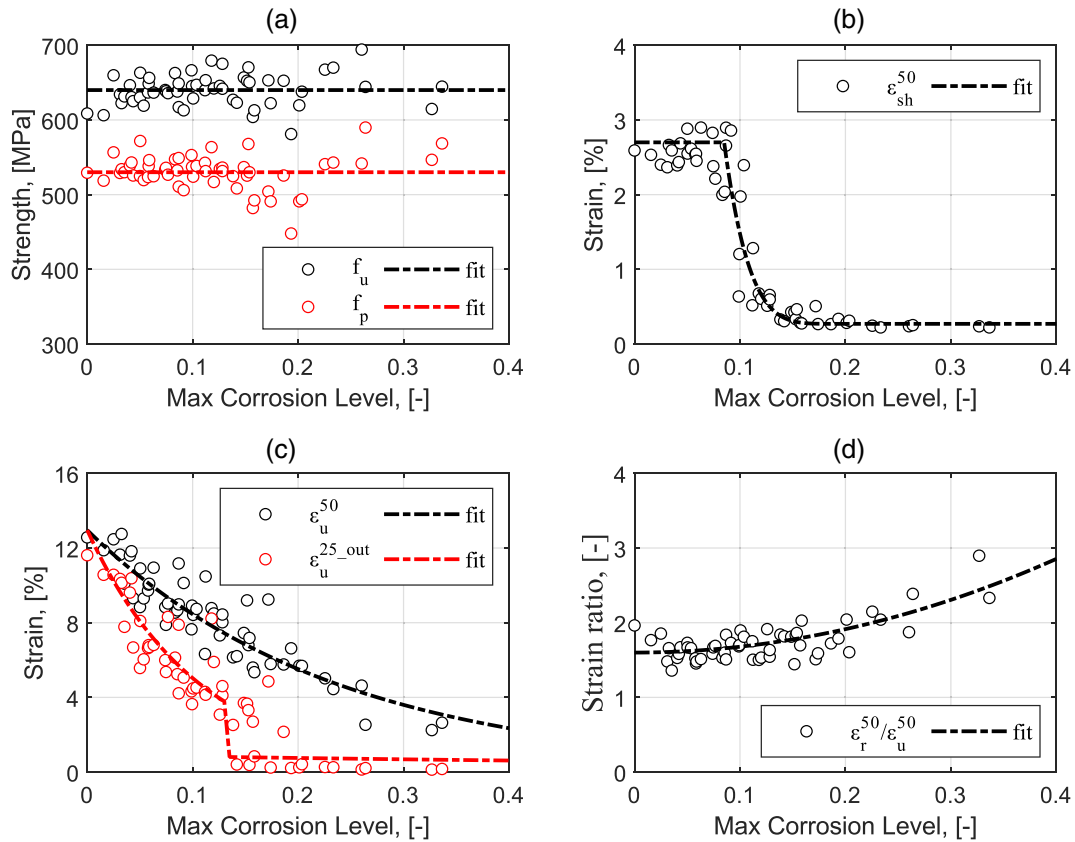 (a)
700
600
500
400
300
Strength, [MPa]
f_u fit
f_p fit
0 0.1 0.2 0.3 0.4
Max Corrosion Level, [-]
(b)
4
3
2
1
0
Strain, [%]
ε_sh^50 fit
0 0.1 0.2 0.3 0.4
Max Corrosion Level, [-]
(c)
16
12
8
4
0
Strain, [%]
ε_u^50 fit
ε_u^25_out fit
0 0.1 0.2 0.3 0.4
Max Corrosion Level, [-]
(d)
4
3
2
1
0
Strain ratio, [-]
ε_r^50/ε_u^50 fit
0 0.1 0.2 0.3 0.4
Max Corrosion Level, [-]